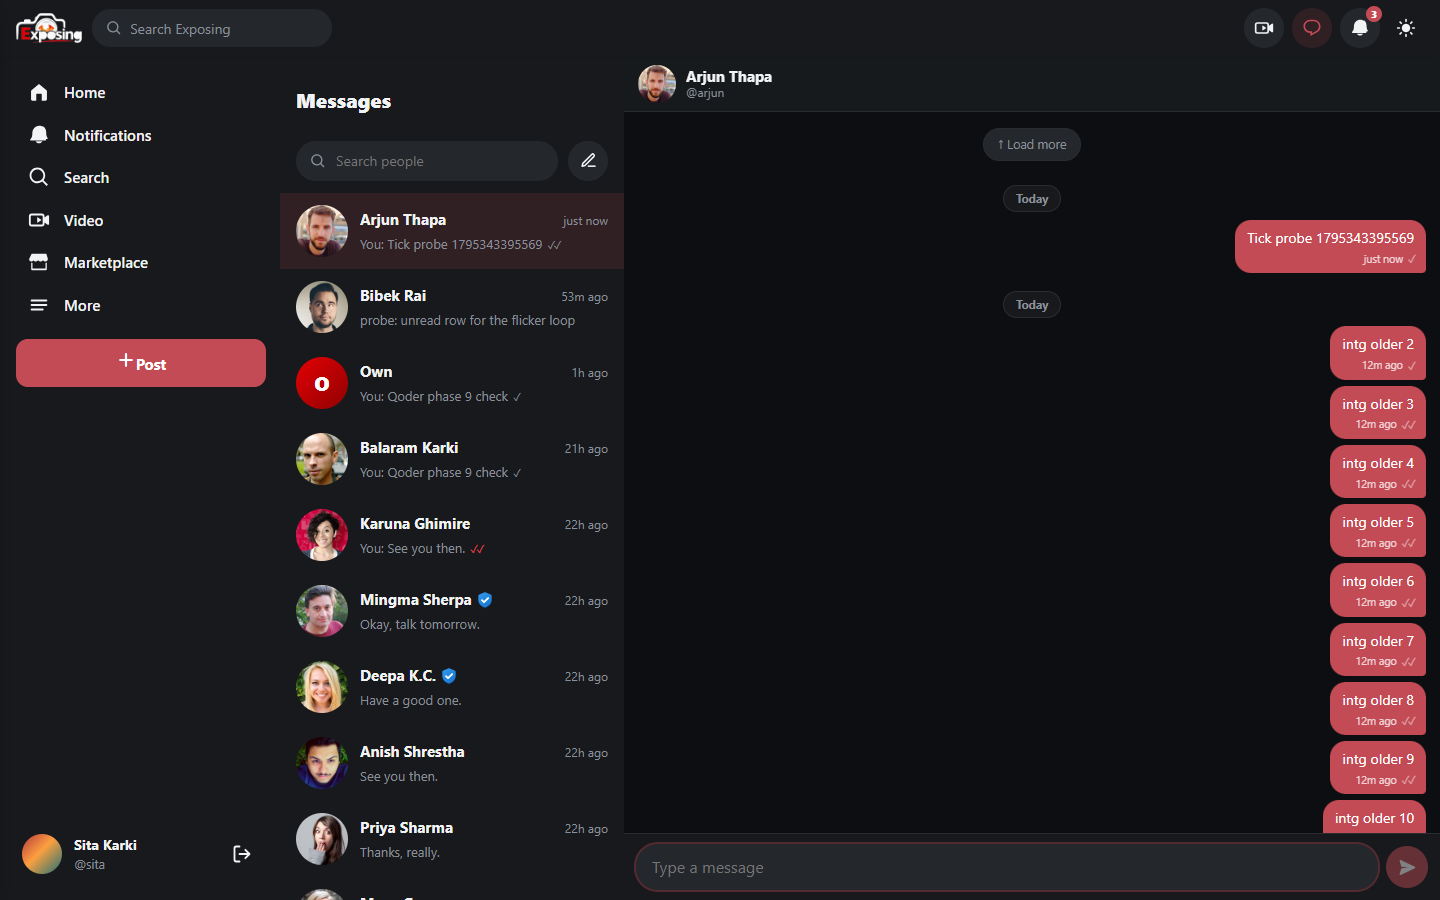 Exposing
Search Exposing
3
Home
Notifications
Search
Video
Marketplace
More
+ Post
Sita Karki
@sita
Messages
Search people
Arjun Thapa
just now
You: Tick probe 1795343395569 ✓✓
Bibek Rai
53m ago
probe: unread row for the flicker loop
O
Own
1h ago
You: Qoder phase 9 check ✓
Balaram Karki
21h ago
You: Qoder phase 9 check ✓
Karuna Ghimire
22h ago
You: See you then. ✓✓
Mingma Sherpa
22h ago
Okay, talk tomorrow.
Deepa K.C.
22h ago
Have a good one.
Anish Shrestha
22h ago
See you then.
Priya Sharma
22h ago
Thanks, really.
Arjun Thapa
@arjun
↑ Load more
Today
Tick probe 1795343395569
just now ✓
Today
intg older 2
12m ago ✓
intg older 3
12m ago ✓✓
intg older 4
12m ago ✓✓
intg older 5
12m ago ✓✓
intg older 6
12m ago ✓✓
intg older 7
12m ago ✓✓
intg older 8
12m ago ✓✓
intg older 9
12m ago ✓✓
intg older 10
Type a message